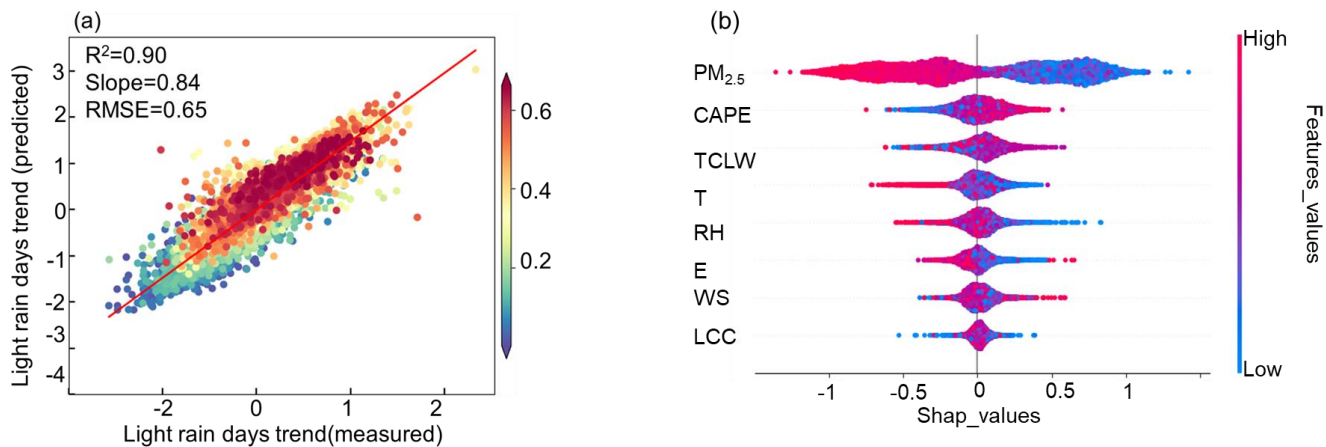 (a)
R²=0.90
Slope=0.84
RMSE=0.65
3
2
1
0
-1
-2
-3
-4
-2
-1
0
1
2
Light rain days trend (predicted)
Light rain days trend(measured)
0.6
0.4
0.2
(b)
PM₂.₅
CAPE
TCLW
T
RH
E
WS
LCC
-1
-0.5
0
0.5
1
Shap_values
High
Low
Features_values